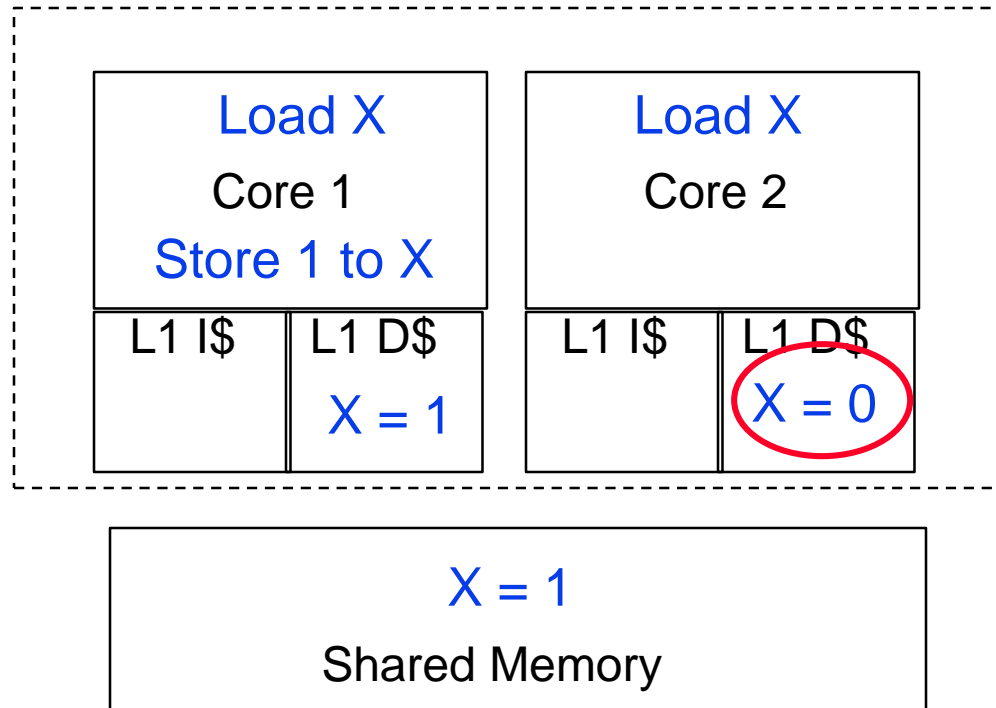 Load X
Core 1
Store 1 to X
Load X
Core 2
L1 I$
L1 D$
X = 1
L1 I$
L1 D$
X = 0
X = 1
Shared Memory